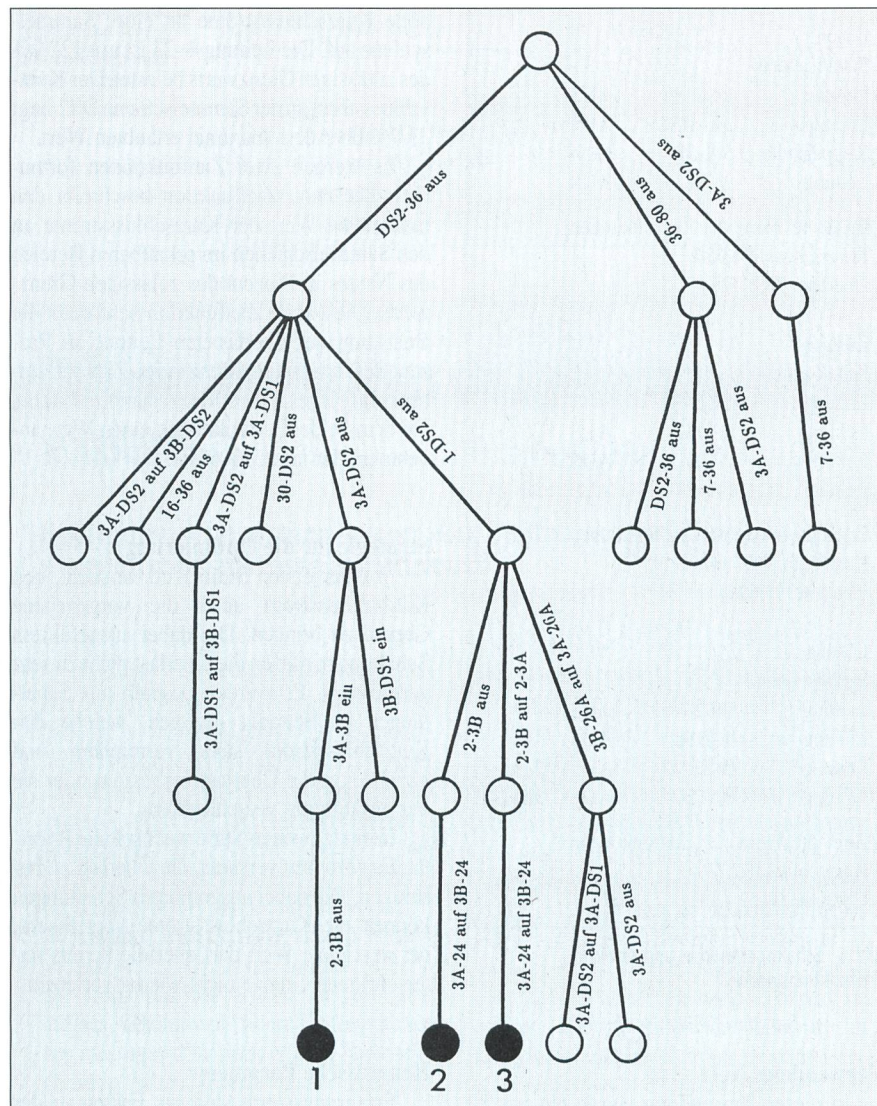 DS2-36 aus
36-80 aus
3A-DS2 aus
3A-DS2 auf 3B-DS2
16-36 aus
3A-DS2 auf 3A-DS1
30-DS2 aus
3A-DS2 aus
1-DS2 aus
DS2-36 aus
7-36 aus
3A-DS2 aus
7-36 aus
3A-DS1 auf 3B-DS1
3A-3B ein
3B-DS1 ein
2-3B aus
2-3B auf 2-3A
3B-26A auf 3A-26A
2-3B aus
3A-24 auf 3B-24
3A-24 auf 3B-24
3A-DS2 auf 3A-DS1
3A-DS2 aus
1
2
3